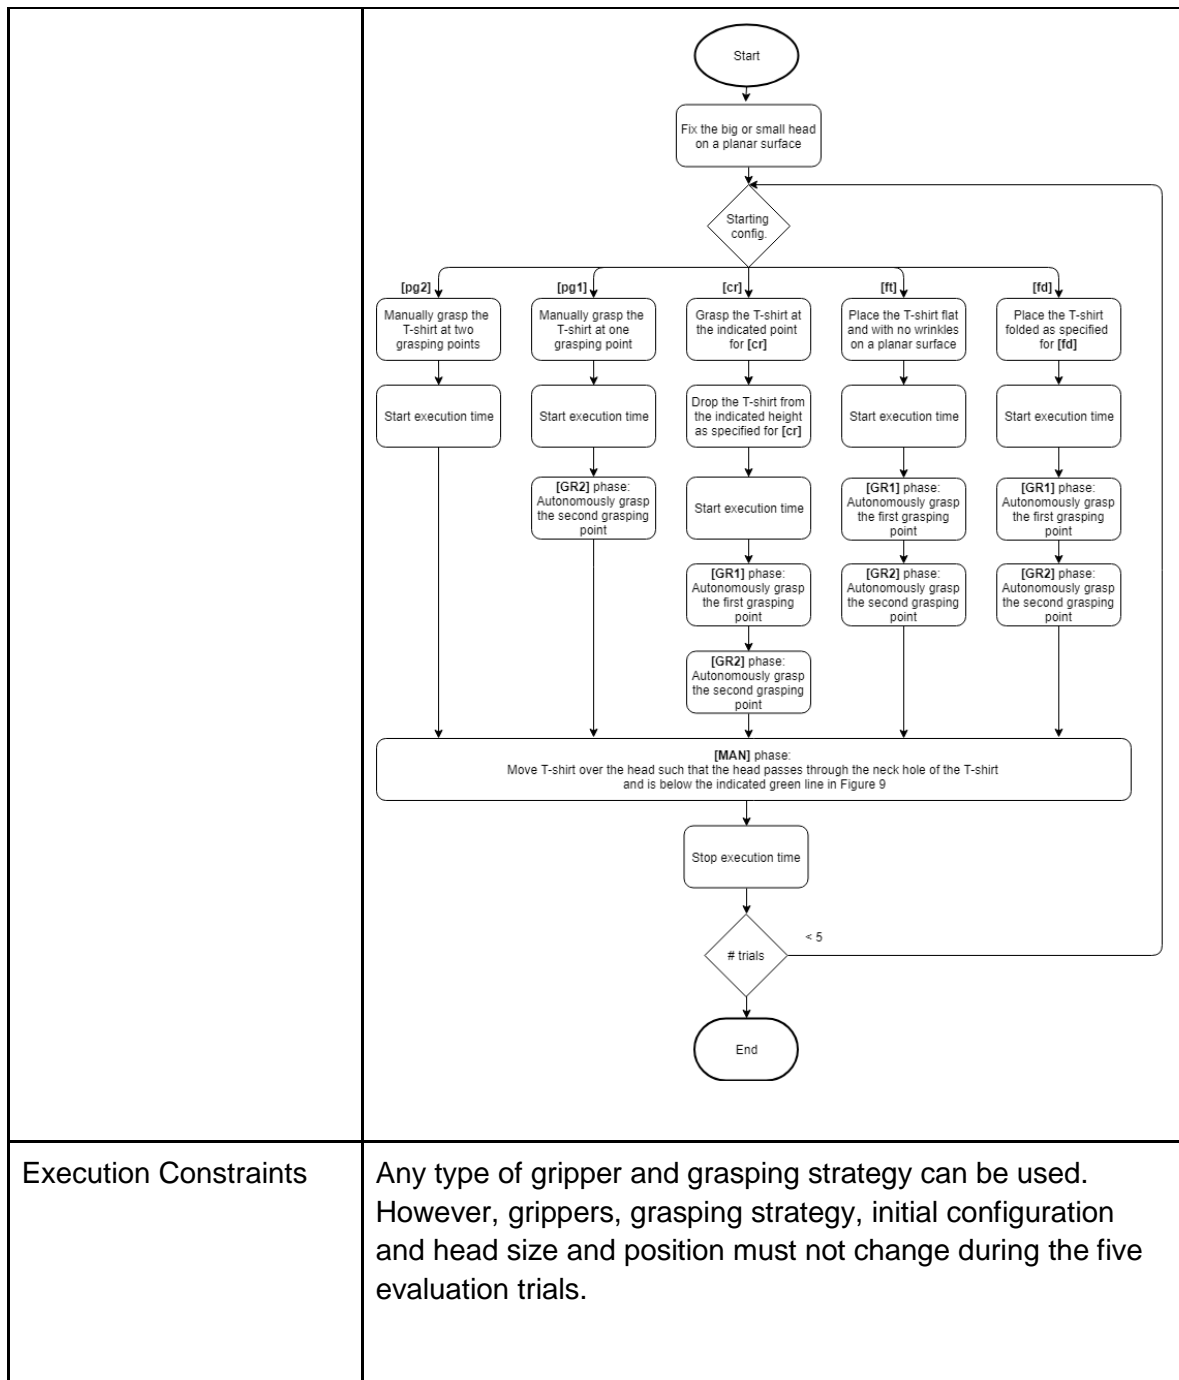 Start
Fix the big or small head
on a planar surface
Starting
config.
[pg2]
Manually grasp the
T-shirt at two
grasping points
Start execution time
[pg1]
Manually grasp the
T-shirt at one
grasping point
Start execution time
[GR2] phase:
Autonomously grasp
the second grasping
point
[cr]
Grasp the T-shirt at
the indicated point
for [cr]
Drop the T-shirt from
the indicated height
as specified for [cr]
Start execution time
[GR1] phase:
Autonomously grasp
the first grasping
point
[GR2] phase:
Autonomously grasp
the second grasping
point
[ft]
Place the T-shirt flat
and with no wrinkles
on a planar surface
Start execution time
[GR1] phase:
Autonomously grasp
the first grasping
point
[GR2] phase:
Autonomously grasp
the second grasping
point
[fd]
Place the T-shirt
folded as specified
for [fd]
Start execution time
[GR1] phase:
Autonomously grasp
the first grasping
point
[GR2] phase:
Autonomously grasp
the second grasping
point
[MAN] phase:
Move T-shirt over the head such that the head passes through the neck hole of the T-shirt
and is below the indicated green line in Figure 9
Stop execution time
# trials
< 5
End
Execution Constraints
Any type of gripper and grasping strategy can be used.
However, grippers, grasping strategy, initial configuration
and head size and position must not change during the five
evaluation trials.